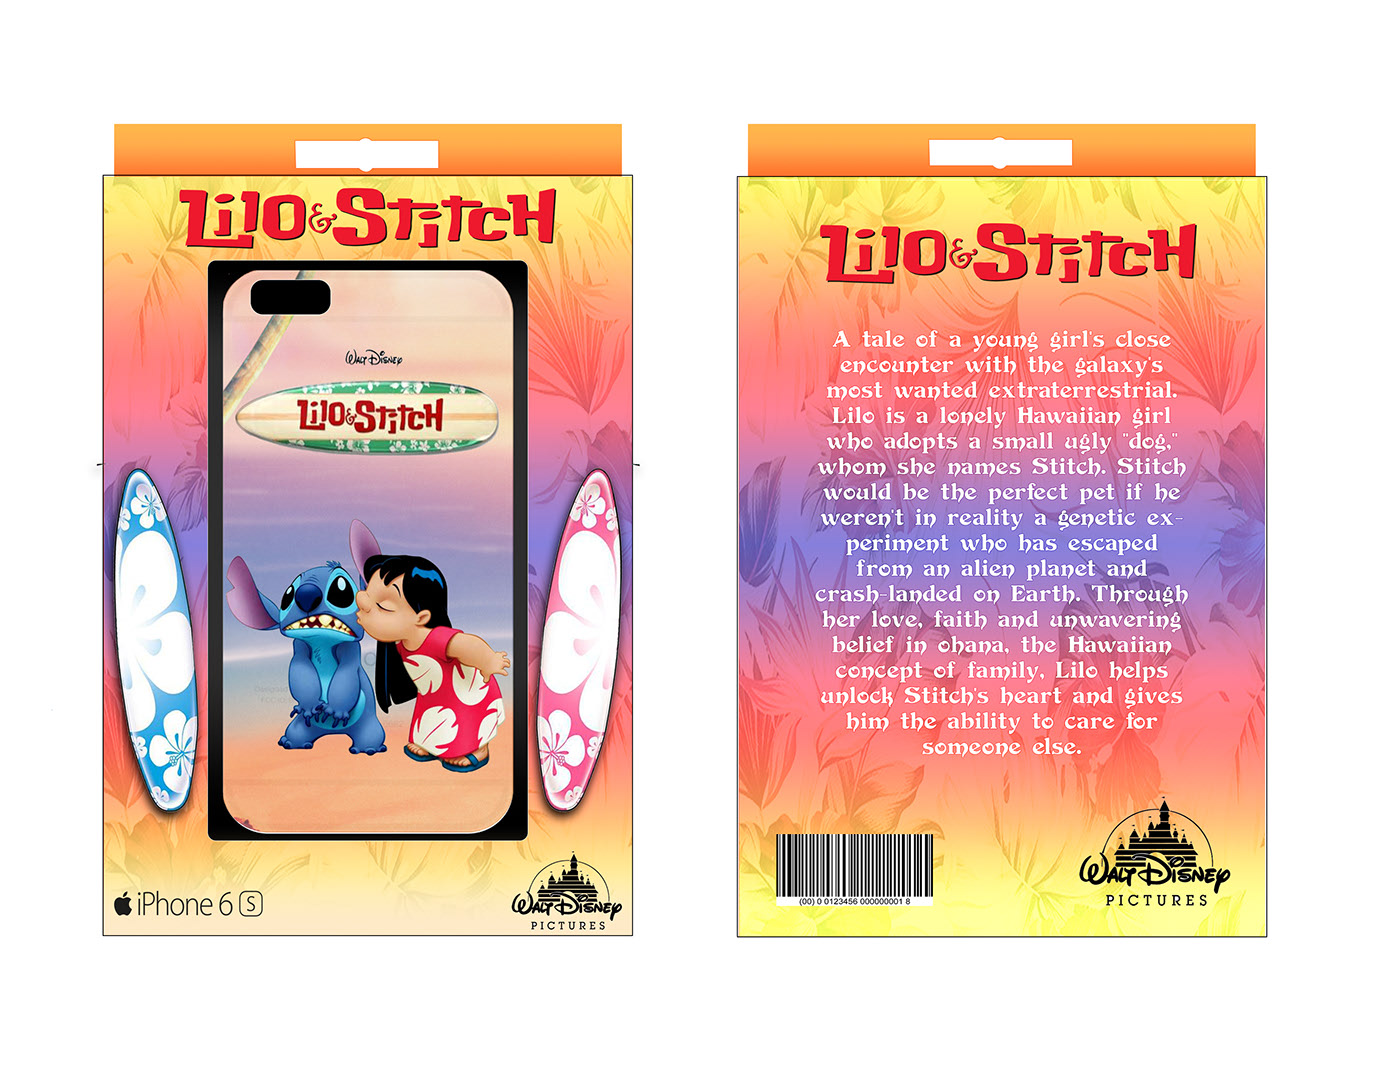 Lilo & Stitch
Walt Disney
Lilo & Stitch
iPhone 6 S
Walt Disney
PICTURES
Lilo & Stitch
A tale of a young girl's close
encounter with the galaxy's
most wanted extraterrestrial.
Lilo is a lonely Hawaiian girl
who adopts a small ugly "dog,"
whom she names Stitch. Stitch
would be the perfect pet if he
weren't in reality a genetic ex-
periment who has escaped
from an alien planet and
crash-landed on Earth. Through
her love, faith and unwavering
belief in ohana, the Hawaiian
concept of family, Lilo helps
unlock Stitch's heart and gives
him the ability to care for
someone else.
(00) 0 0123456 000000001 8
Walt Disney
PICTURES